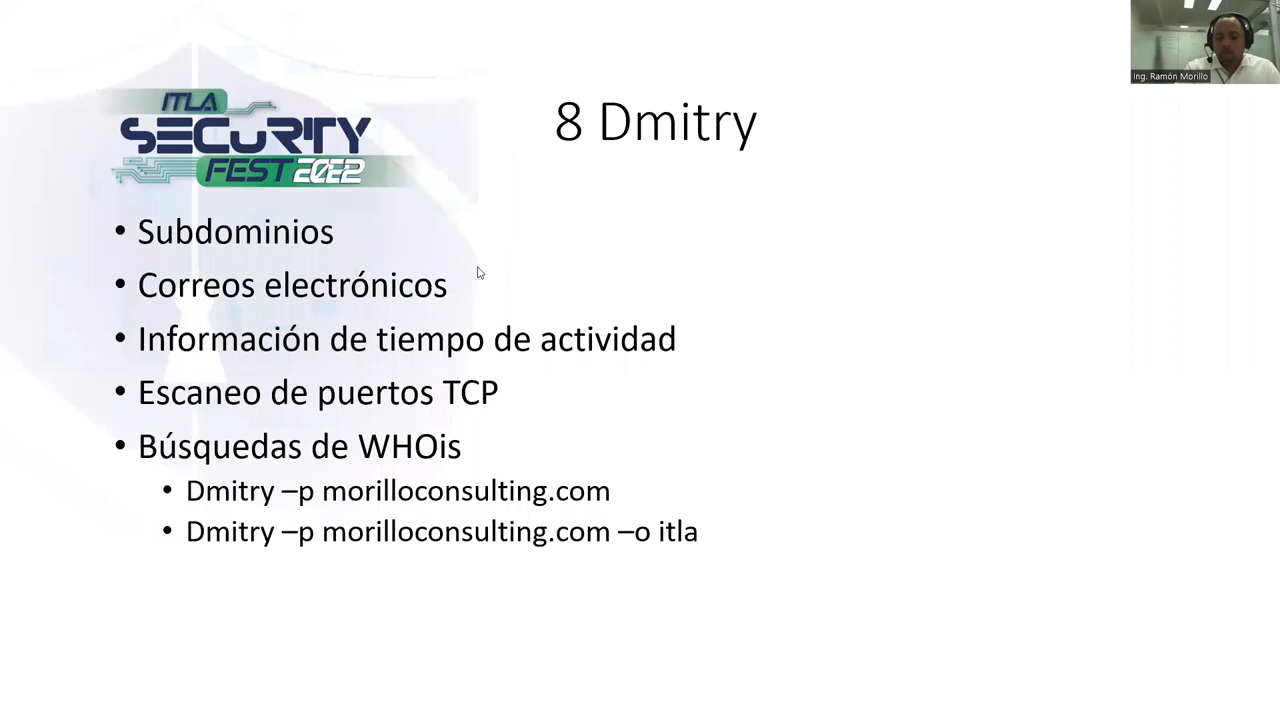 Ing. Ramón Morillo
ITLA
SECURITY
FEST 2022
8 Dmitry
• Subdominios
• Correos electrónicos
• Información de tiempo de actividad
• Escaneo de puertos TCP
• Búsquedas de WHOis
• Dmitry –p morilloconsulting.com
• Dmitry –p morilloconsulting.com –o itla